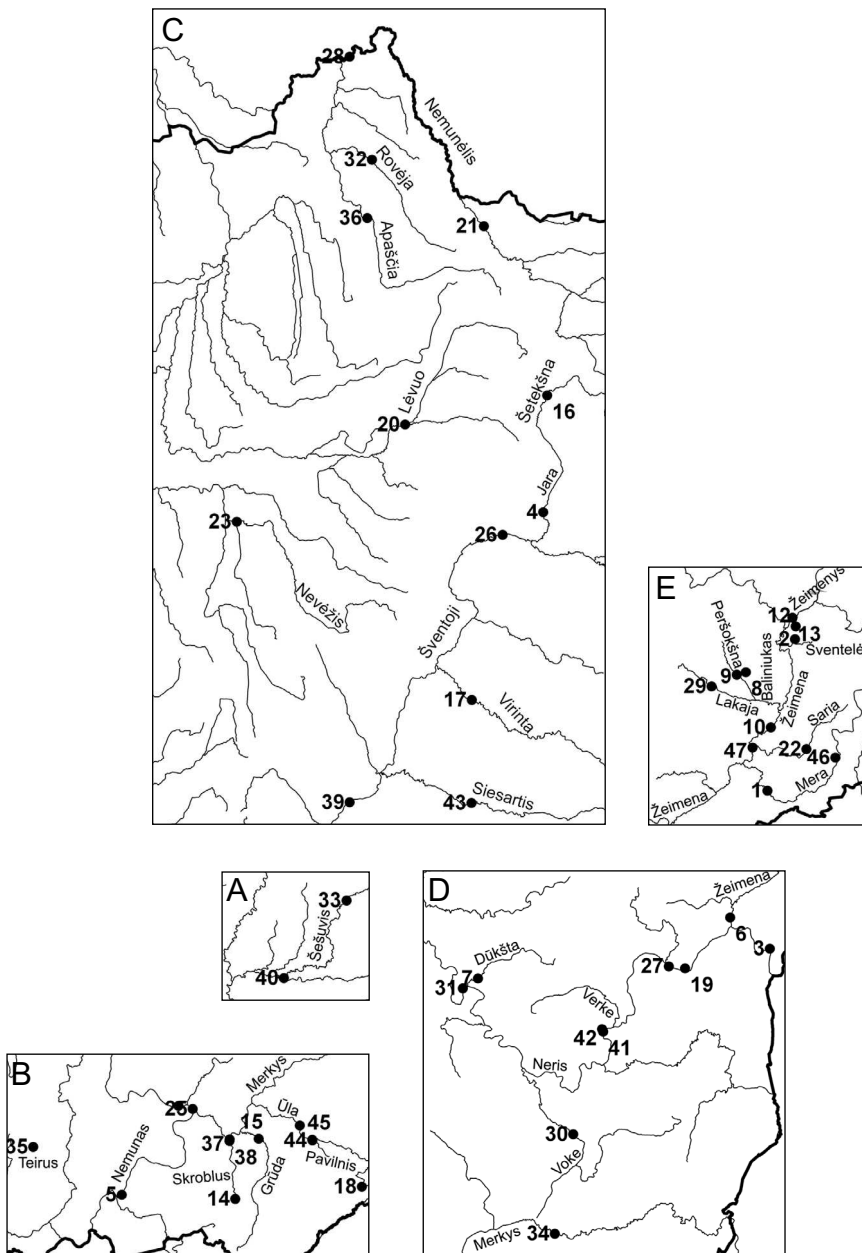 C
28
Nemunėlis
32
Rovėja
36
Apaščia
21
Lėvuo
Šetekšna
20
16
Jara
4
23
26
Nevėžis
Šventoji
17
Virinta
39
43
Siesartis
E
Žeimenys
12
13
2
Šventelė
Peršokšna
Baliniukas
9
8
29
Lakaja
Žeimena
Saria
10
47
22
46
1
Mera
Žeimena
A
33
Šešuvis
40
D
Žeimena
6
3
Dūkšta
7
27
19
31
Verke
42
41
Neris
30
Voke
Merkys
34
B
Merkys
25
Ūla
15
45
35
Teirus
Nemunas
37
38
44
Pavilnis
Skroblus
Grūda
5
14
18